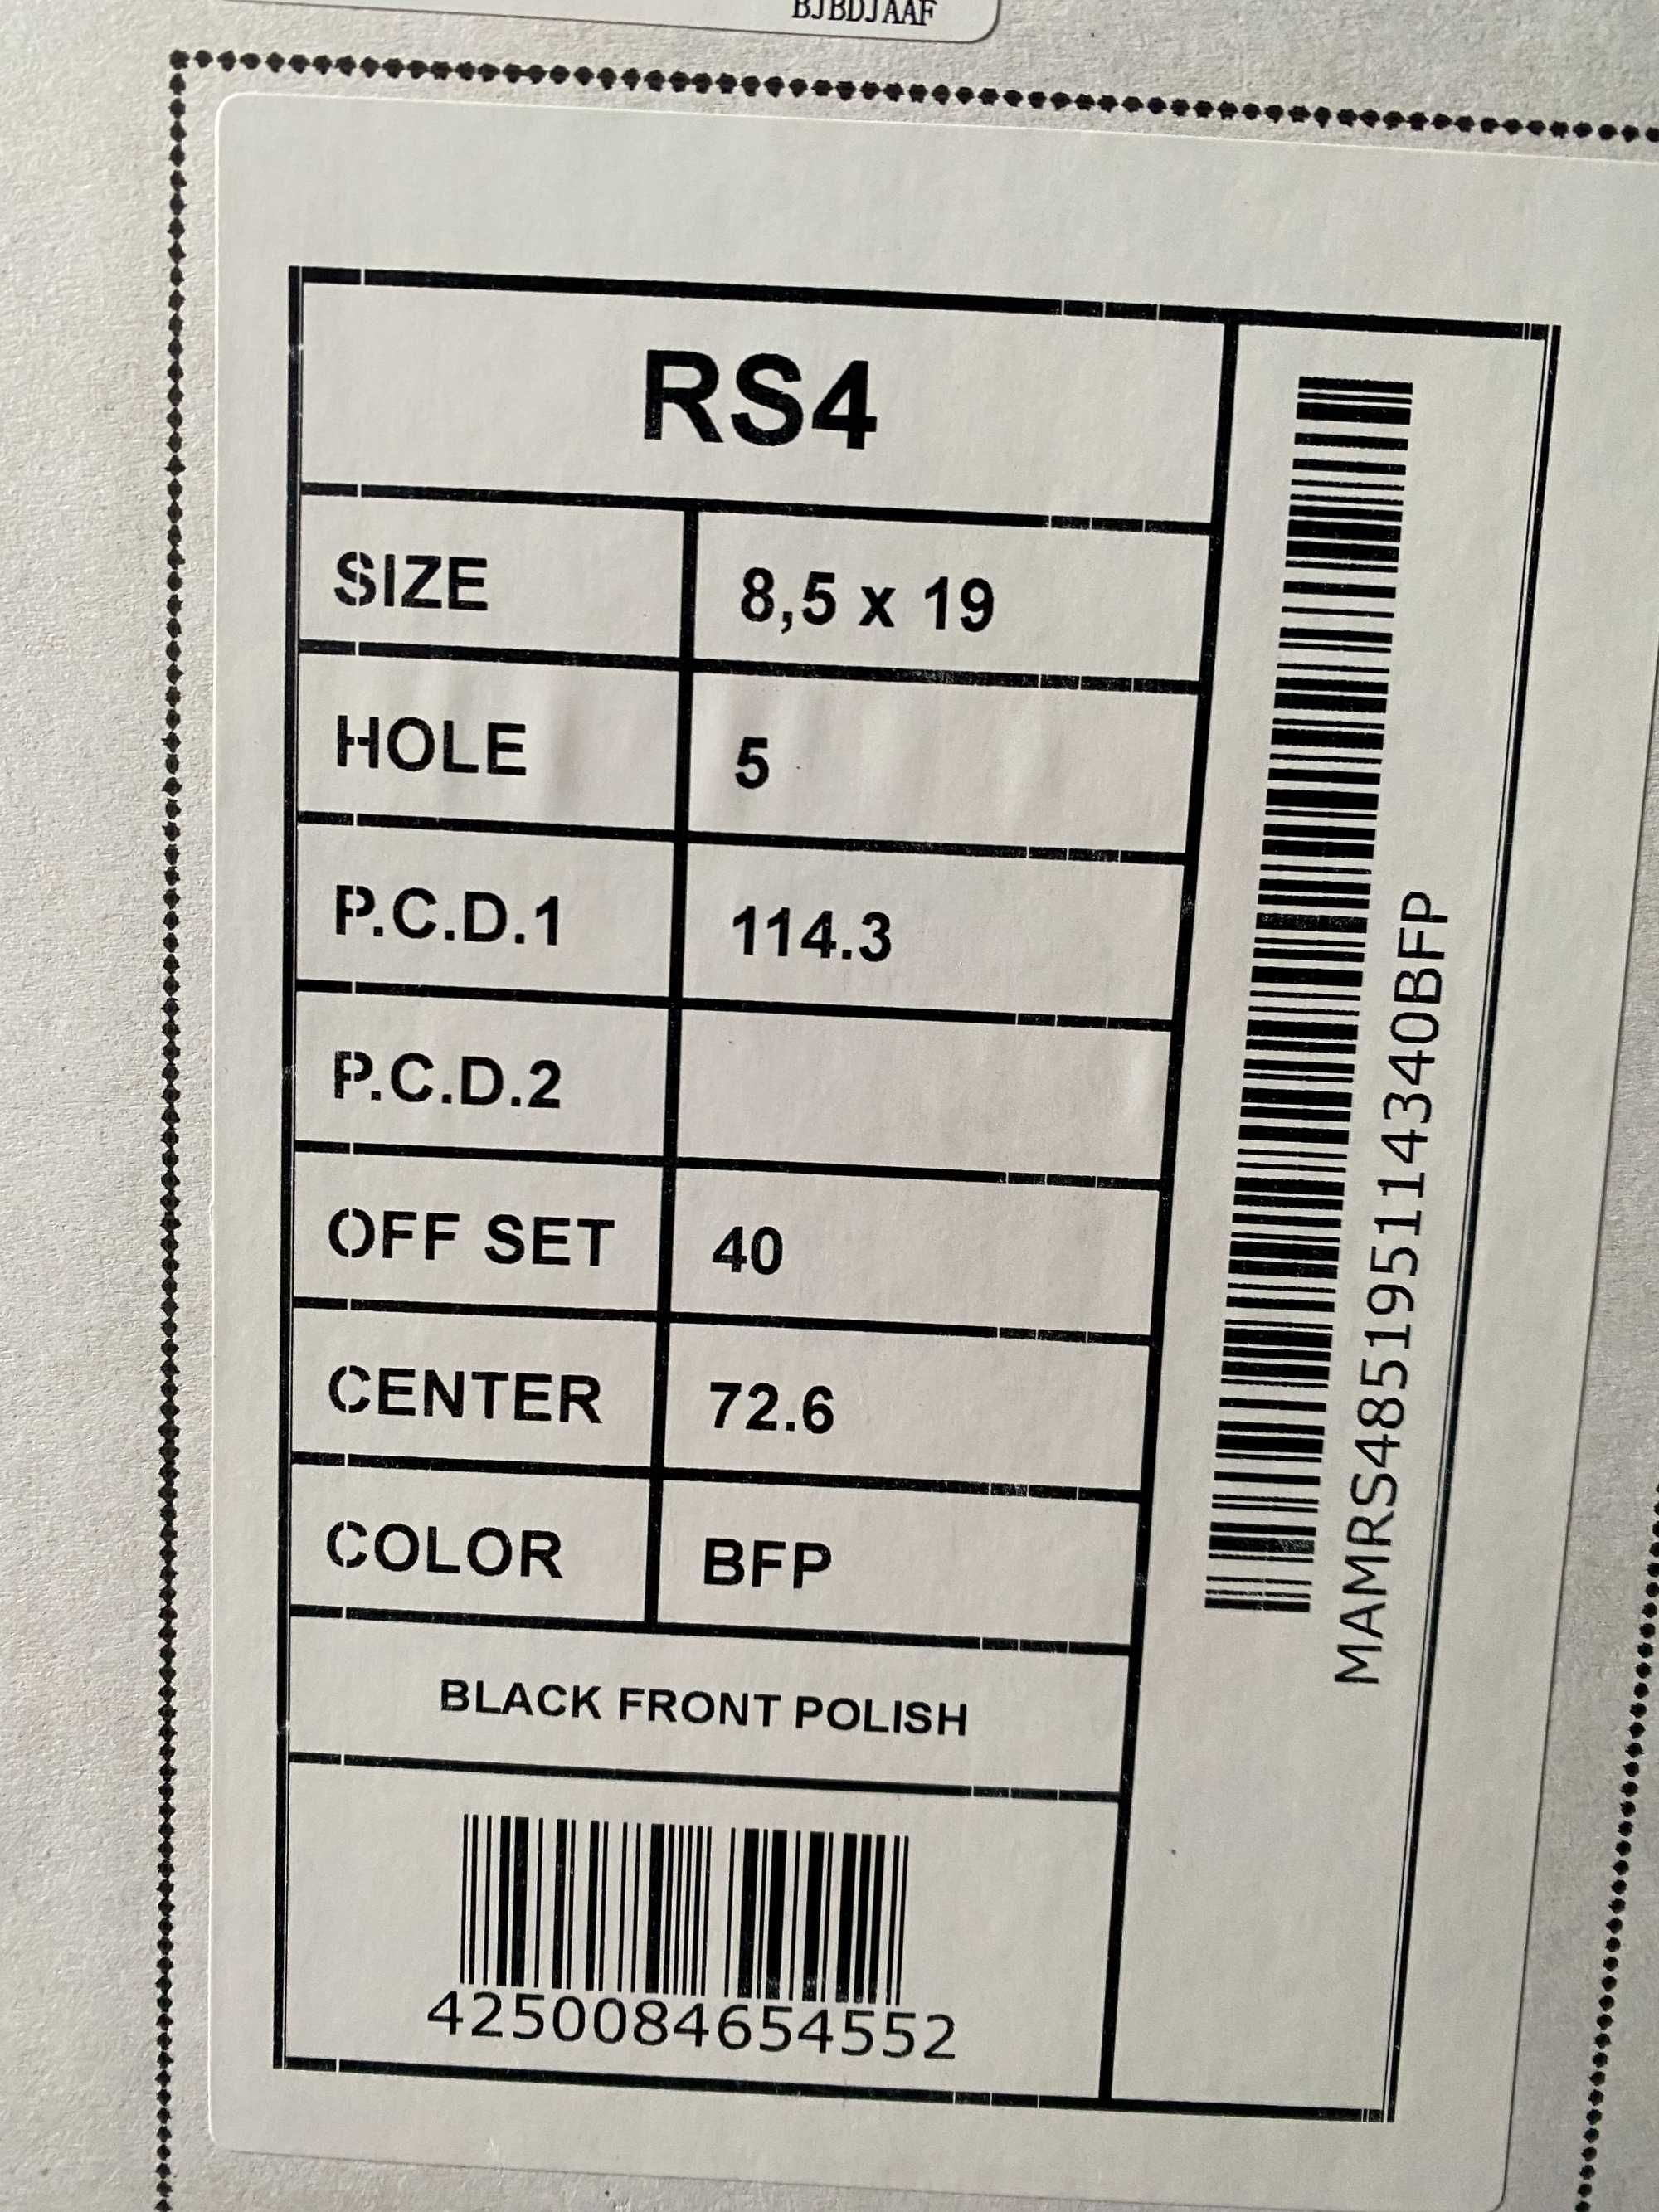 BJBDJAAF
RS4
SIZE 8,5 x 19
HOLE 5
P.C.D.1 114.3
P.C.D.2
OFF SET 40
CENTER 72.6
COLOR BFP
BLACK FRONT POLISH
4250084654552
MAMRS485195114340BFP